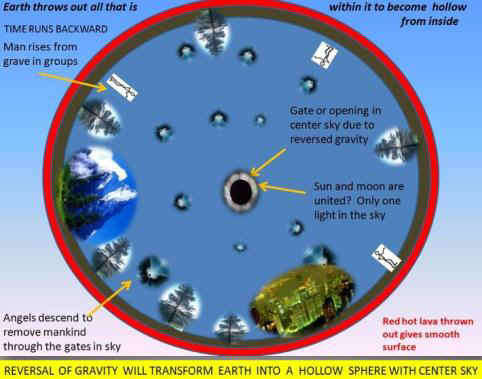 Earth throws out all that is within it to become hollow
from inside
TIME RUNS BACKWARD
Man rises from
grave in groups
Gate or opening in
center sky due to
reversed gravity
Sun and moon are
united? Only one
light in the sky
Angels descend to
remove mankind
through the gates in sky
Red hot lava thrown
out gives smooth
surface
REVERSAL OF GRAVITY WILL TRANSFORM EARTH INTO A HOLLOW SPHERE WITH CENTER SKY